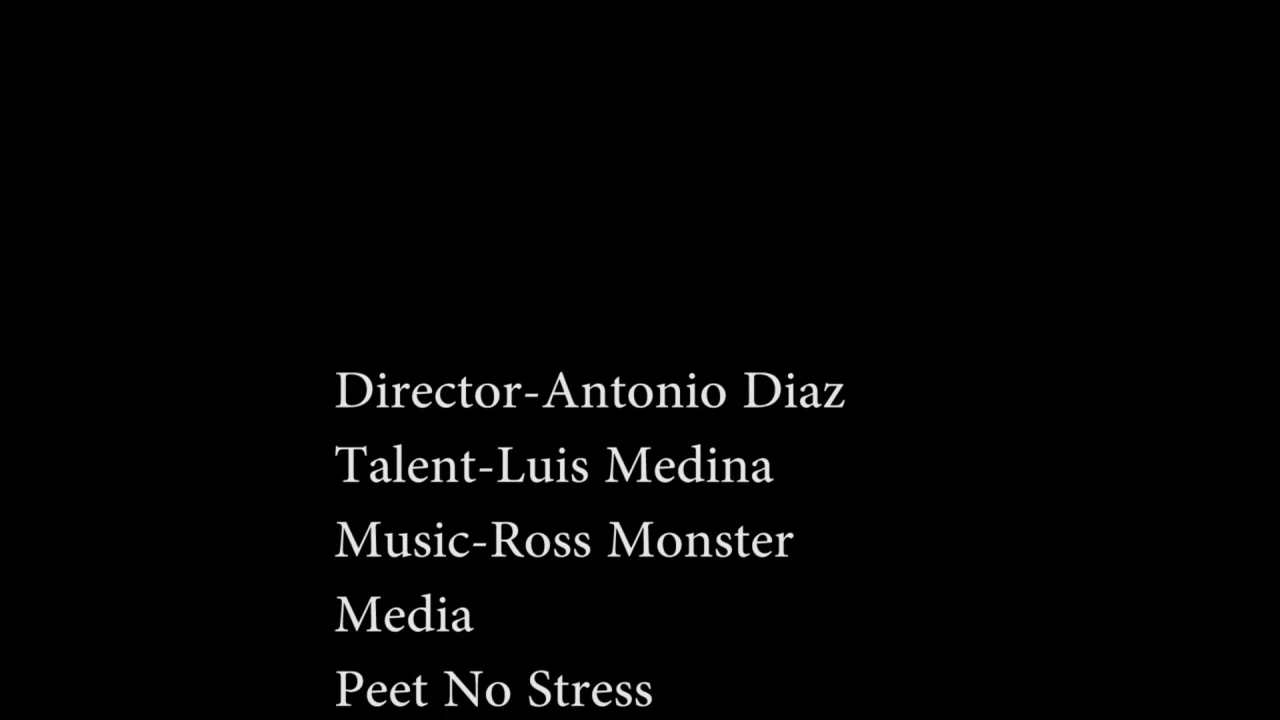 Director-Antonio Diaz
Talent-Luis Medina
Music-Ross Monster
Media
Peet No Stress